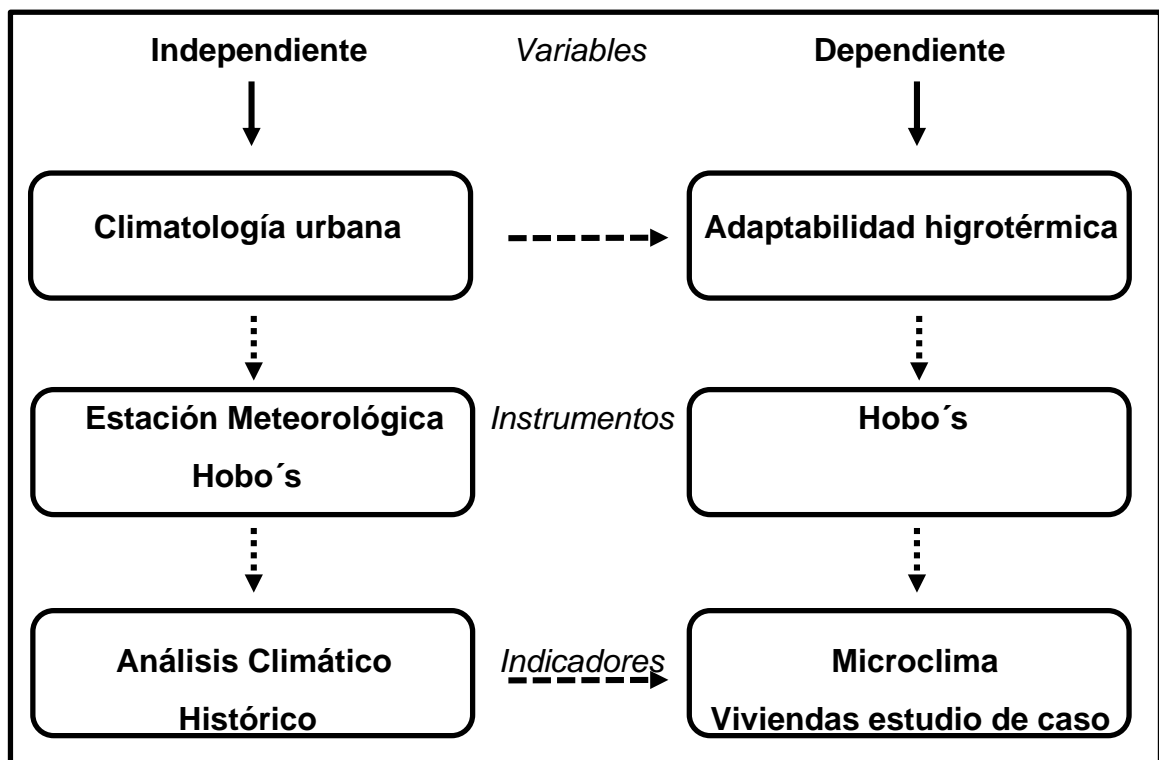 Independiente Variables Dependiente
Climatología urbana Adaptabilidad higrotérmica
Estación Meteorológica Instrumentos Hobo´s
Hobo´s
Análisis Climático Indicadores Microclima
Histórico Viviendas estudio de caso